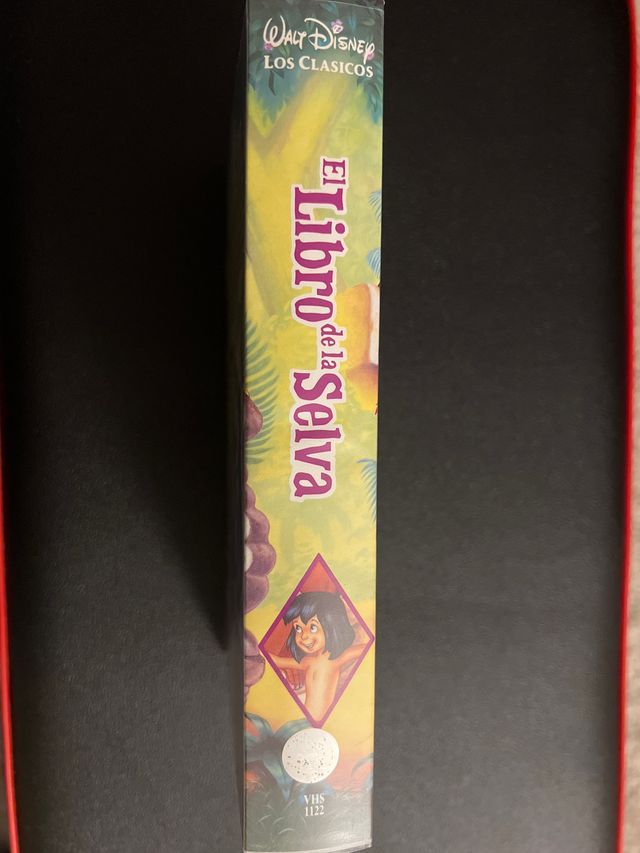 WALT DISNEY
LOS CLASICOS
El Libro de la Selva
VHS
1122